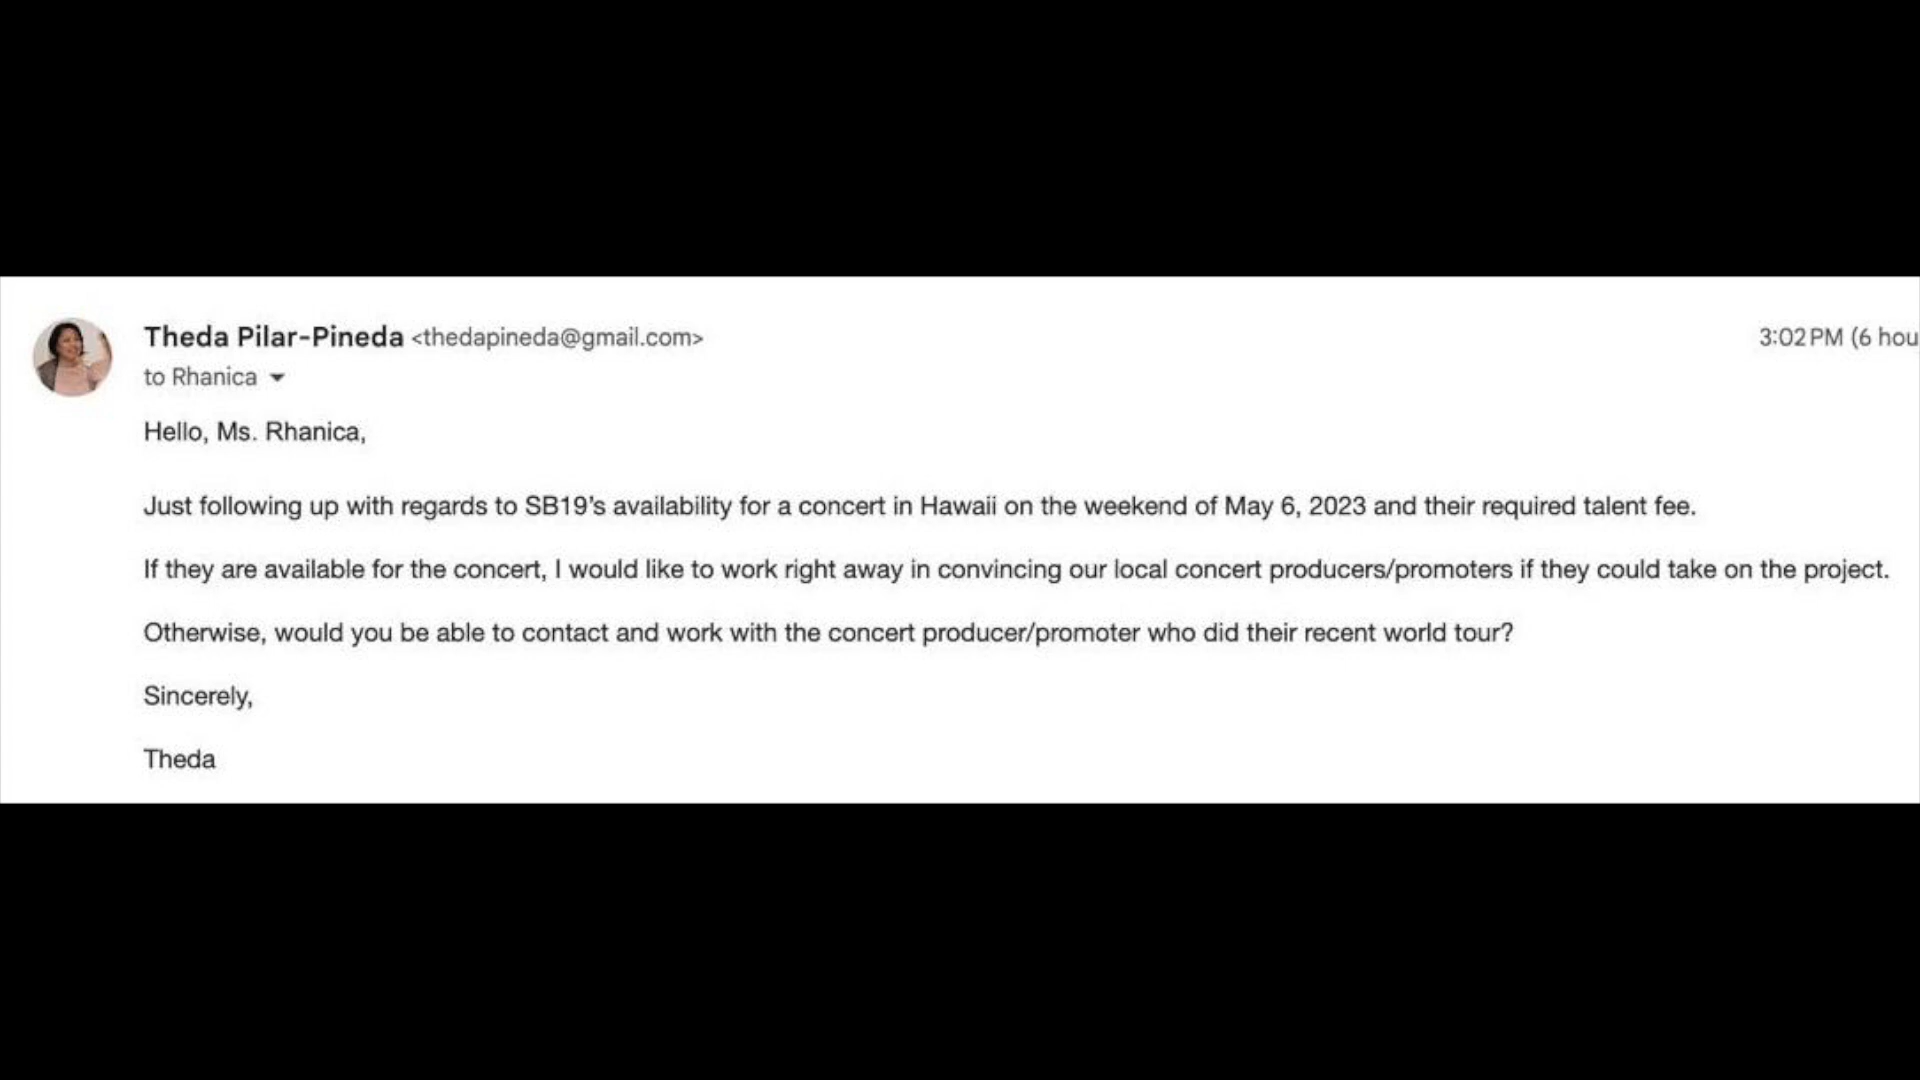 Theda Pilar-Pineda <thedapineda@gmail.com>
3:02 PM (6 hou
to Rhanica
Hello, Ms. Rhanica,
Just following up with regards to SB19’s availability for a concert in Hawaii on the weekend of May 6, 2023 and their required talent fee.
If they are available for the concert, I would like to work right away in convincing our local concert producers/promoters if they could take on the project.
Otherwise, would you be able to contact and work with the concert producer/promoter who did their recent world tour?
Sincerely,
Theda